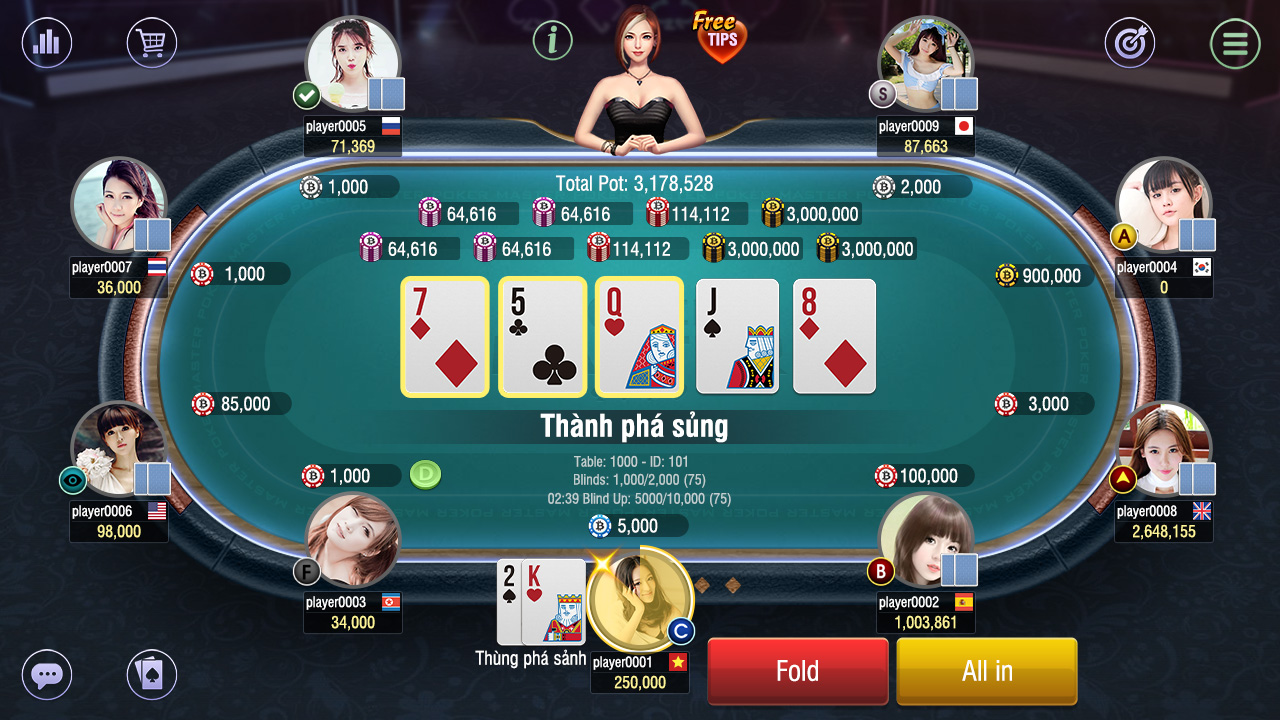 Free
TIPS
i
player0005
71,369
S
player0009
87,663
1,000
Total Pot: 3,178,528
2,000
64,616
64,616
114,112
3,000,000
64,616
64,616
114,112
3,000,000
3,000,000
player0007
36,000
1,000
A
player0004
0
900,000
7
5
Q
J
8
85,000
3,000
Thành phá sủng
player0006
98,000
1,000
D
Table: 1000 - ID: 101
Blinds: 1,000/2,000 (75)
02:39 Blind Up: 5000/10,000 (75)
5,000
100,000
player0008
2,648,155
F
player0003
34,000
2
K
Thùng phá sảnh
C
player0001
250,000
B
player0002
1,003,861
Fold
All in